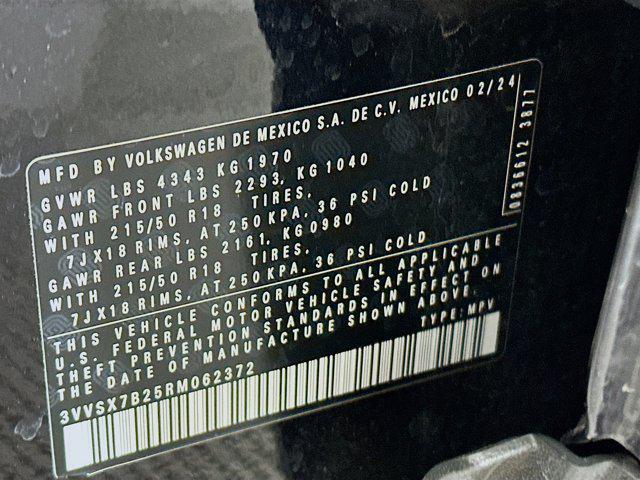 MFD BY VOLKSWAGEN DE MEXICO S.A. DE C.V. MEXICO 02/24
GVWR LBS 4343 KG 1970
GAWR FRONT LBS 2293, KG 1040
WITH 215/50 R18 TIRES,
7JX18 RIMS, AT 250 KPA, 36 PSI COLD
GAWR REAR LBS 2161, KG 0980
WITH 215/50 R18 TIRES,
7JX18 RIMS, AT 250 KPA, 36 PSI COLD
THIS VEHICLE CONFORMS TO ALL APPLICABLE
U.S. FEDERAL MOTOR VEHICLE SAFETY AND
THEFT PREVENTION STANDARDS IN EFFECT ON
THE DATE OF MANUFACTURE SHOWN ABOVE.
TYPE: MPV
3VVSX7B25RM062372
0836612 3877